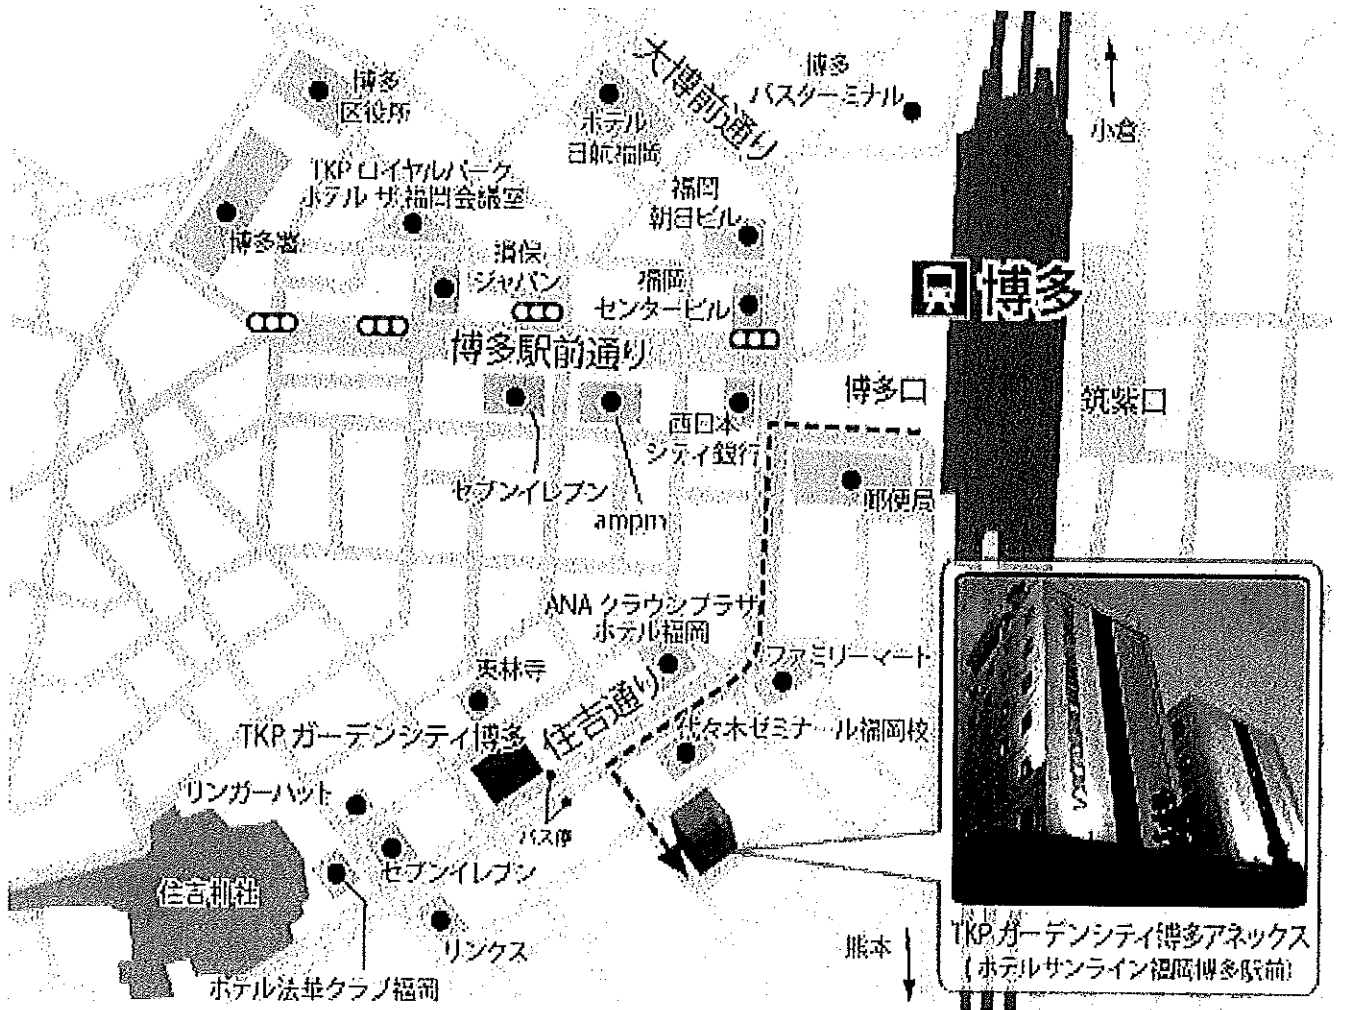 大博前通り
博多
バスターミナル
小倉
博多
区役所
ホテル
日航福岡
TKP ロイヤルパーク
ホテル ザ 福岡会議室
福岡
朝日ビル
博多署
損保
ジャパン
福岡
センタービル
博多
博多駅前通り
博多口
筑紫口
西日本
シティ銀行
セブンイレブン
ampm
郵便局
ANA クラウンプラザ
ホテル福岡
ファミリーマート
東林寺
住吉通り
代々木ゼミナール福岡校
TKP ガーデンシティ博多
リンガーハット
バス停
セブンイレブン
住吉神社
リンクス
ホテル法華クラブ福岡
熊本
TKP ガーデンシティ博多アネックス
(ホテルサンライン福岡博多駅前)